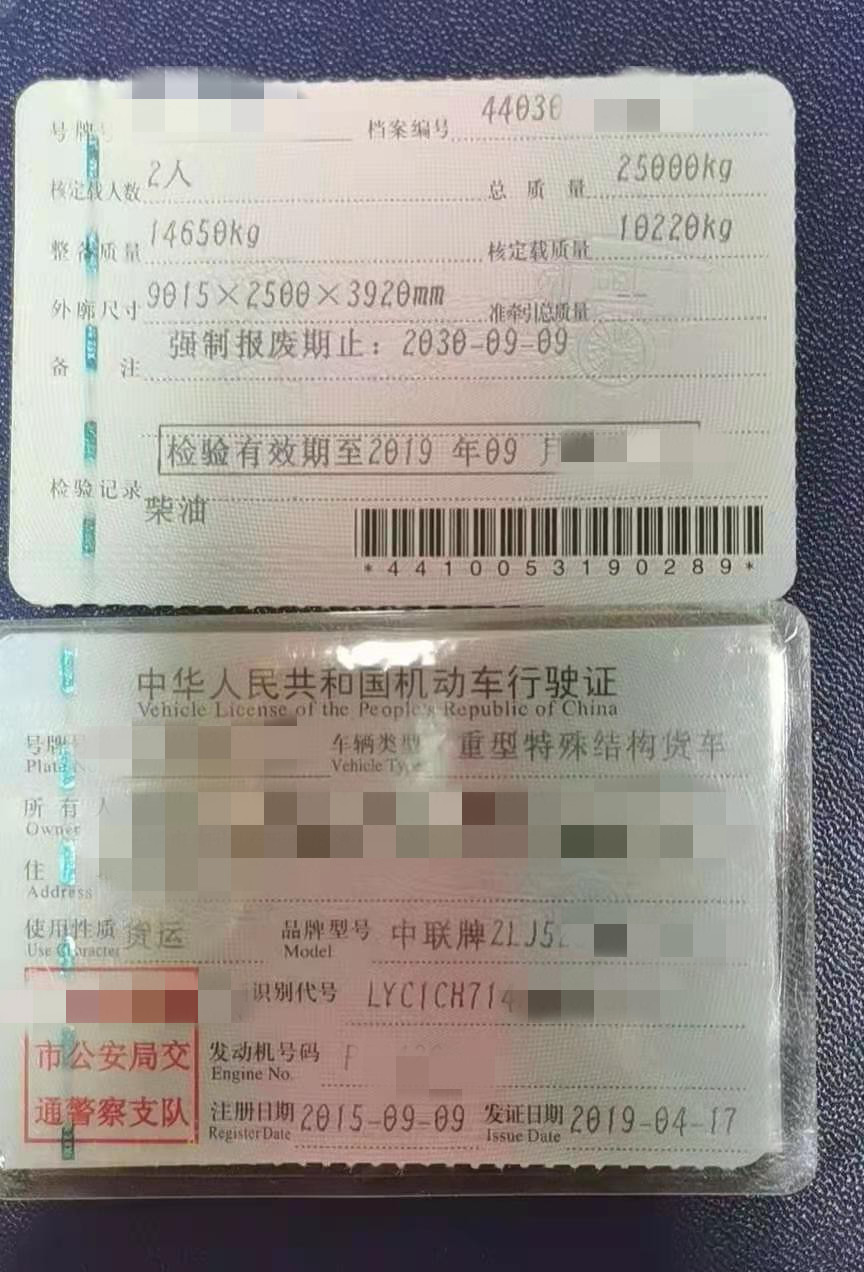 号牌
档案编号 44030
核定载人数 2人
总质量 25000kg
整备质量 14650kg
核定载质量 10220kg
外廓尺寸 9015×2500×3920mm
准牵引总质量 --
备注 强制报废期止：2030-09-09
检验有效期至2019 年09 月
检验记录
柴油
*4410053190289*
中华人民共和国机动车行驶证
Vehicle License of the People's Republic of China
号牌
Plate
车辆类型 重型特殊结构货车
Vehicle Type
所有人
Owner
住
Address
使用性质 货运
Use Character
品牌型号 中联牌ZLJ5
Model
识别代号 LYC1CH714
市公安局交
通警察支队
发动机号码
Engine No.
注册日期 2015-09-09
Register Date
发证日期 2019-04-17
Issue Date